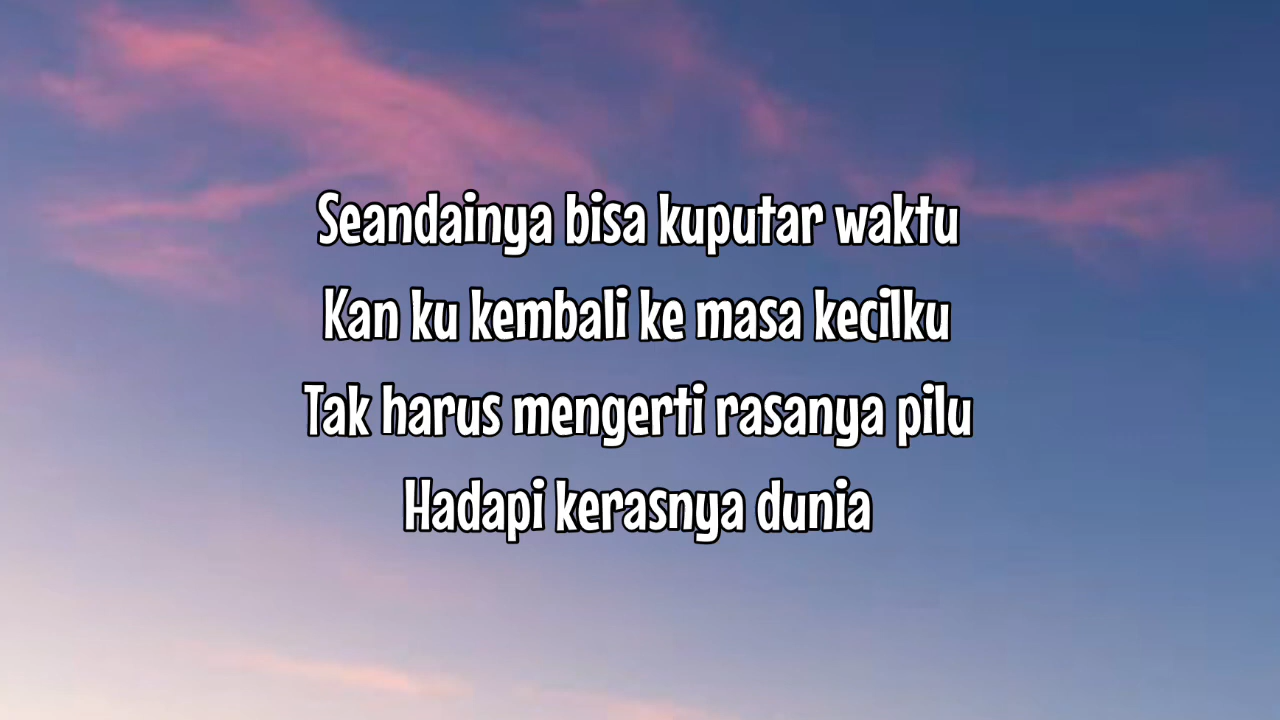 Seandainya bisa kuputar waktu
Kan ku kembali ke masa kecilku
Tak harus mengerti rasanya pilu
Hadapi kerasnya dunia